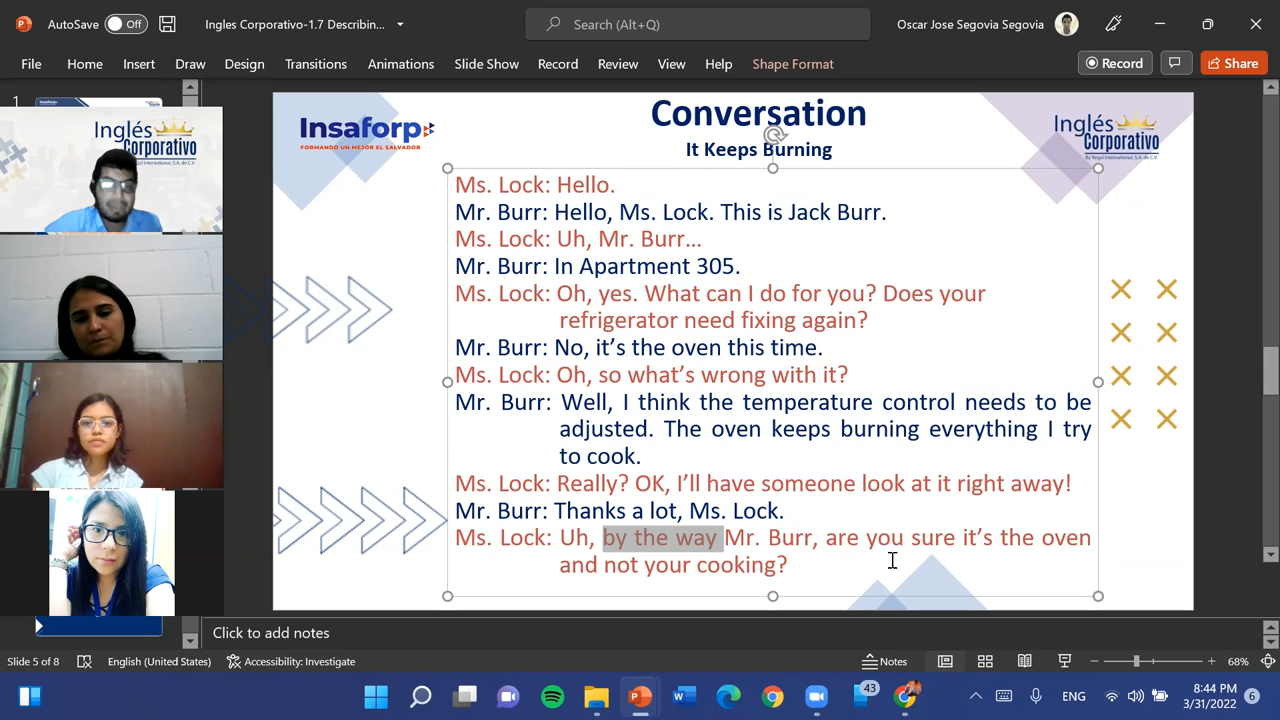 AutoSave Off Ingles Corporativo-1.7 Describin... Search (Alt+Q) Oscar Jose Segovia Segovia
File Home Insert Draw Design Transitions Animations Slide Show Record Review View Help Shape Format Record Share
1
Inglés
Corporativo
Insaforp
FORMANDO UN MEJOR EL SALVADOR
Conversation
It Keeps Burning
Inglés
Corporativo
By Regal International, S.A. de C.V.
Ms. Lock: Hello.
Mr. Burr: Hello, Ms. Lock. This is Jack Burr.
Ms. Lock: Uh, Mr. Burr...
Mr. Burr: In Apartment 305.
Ms. Lock: Oh, yes. What can I do for you? Does your
refrigerator need fixing again?
Mr. Burr: No, it's the oven this time.
Ms. Lock: Oh, so what's wrong with it?
Mr. Burr: Well, I think the temperature control needs to be
adjusted. The oven keeps burning everything I try
to cook.
Ms. Lock: Really? OK, I'll have someone look at it right away!
Mr. Burr: Thanks a lot, Ms. Lock.
Ms. Lock: Uh, by the way Mr. Burr, are you sure it's the oven
and not your cooking?
Click to add notes
Slide 5 of 8 English (United States) Accessibility: Investigate Notes 68%
43 ENG 8:44 PM
3/31/2022 6